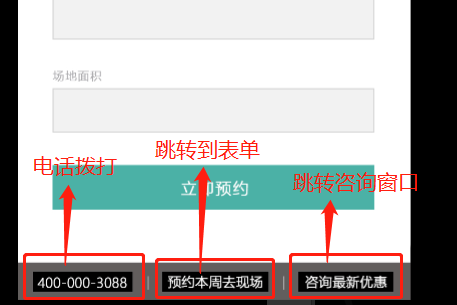 场地面积
电话拨打
跳转到表单
立即预约
跳转咨询窗口
400-000-3088 | 预约本周去现场 | 咨询最新优惠